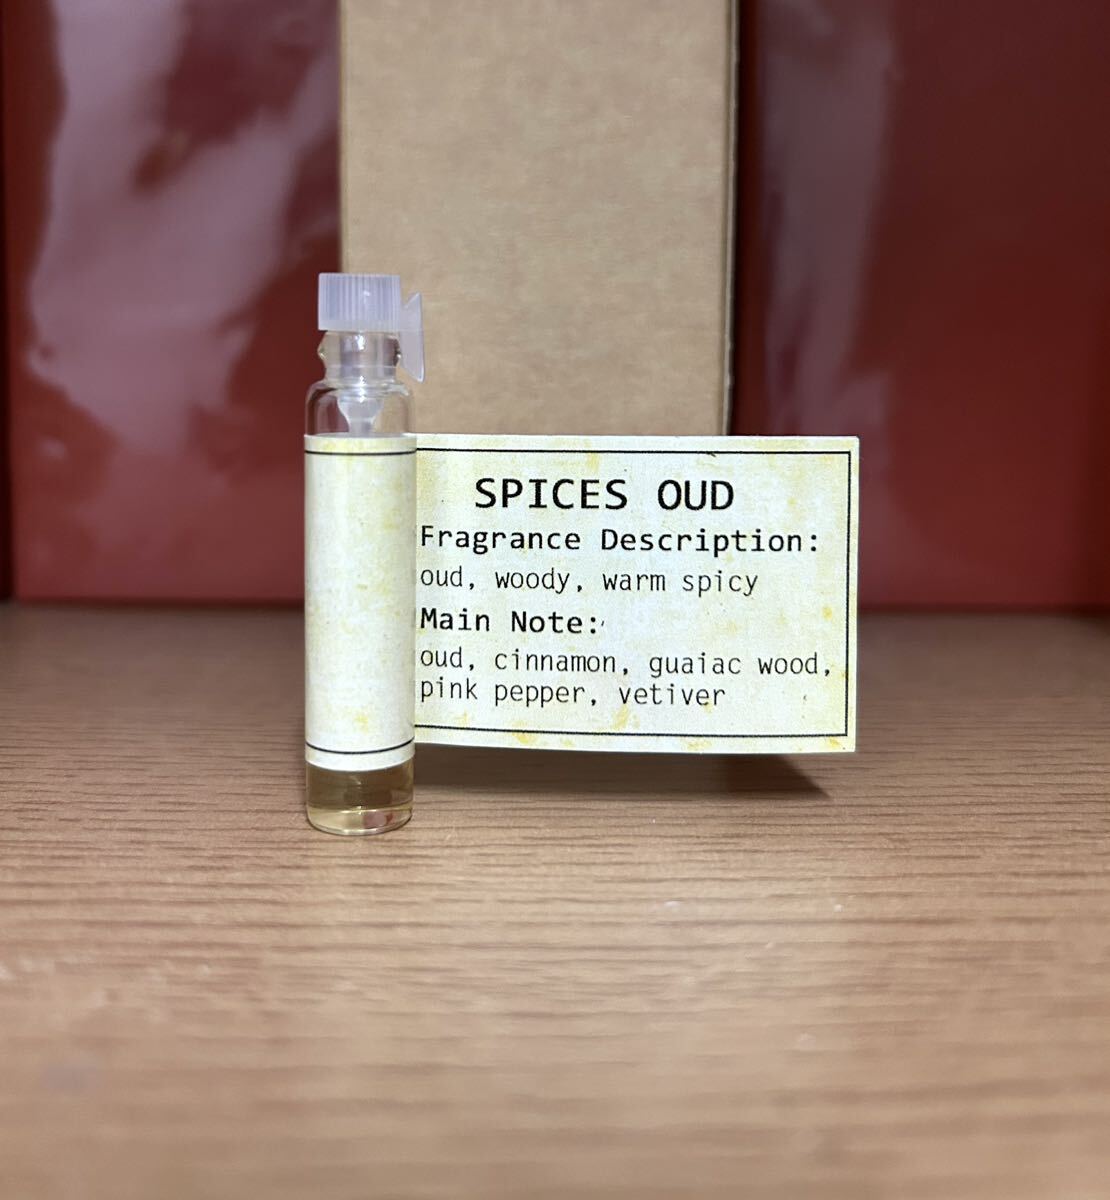 SPICES OUD
Fragrance Description:
oud, woody, warm spicy
Main Note:
oud, cinnamon, guaiac wood,
pink pepper, vetiver